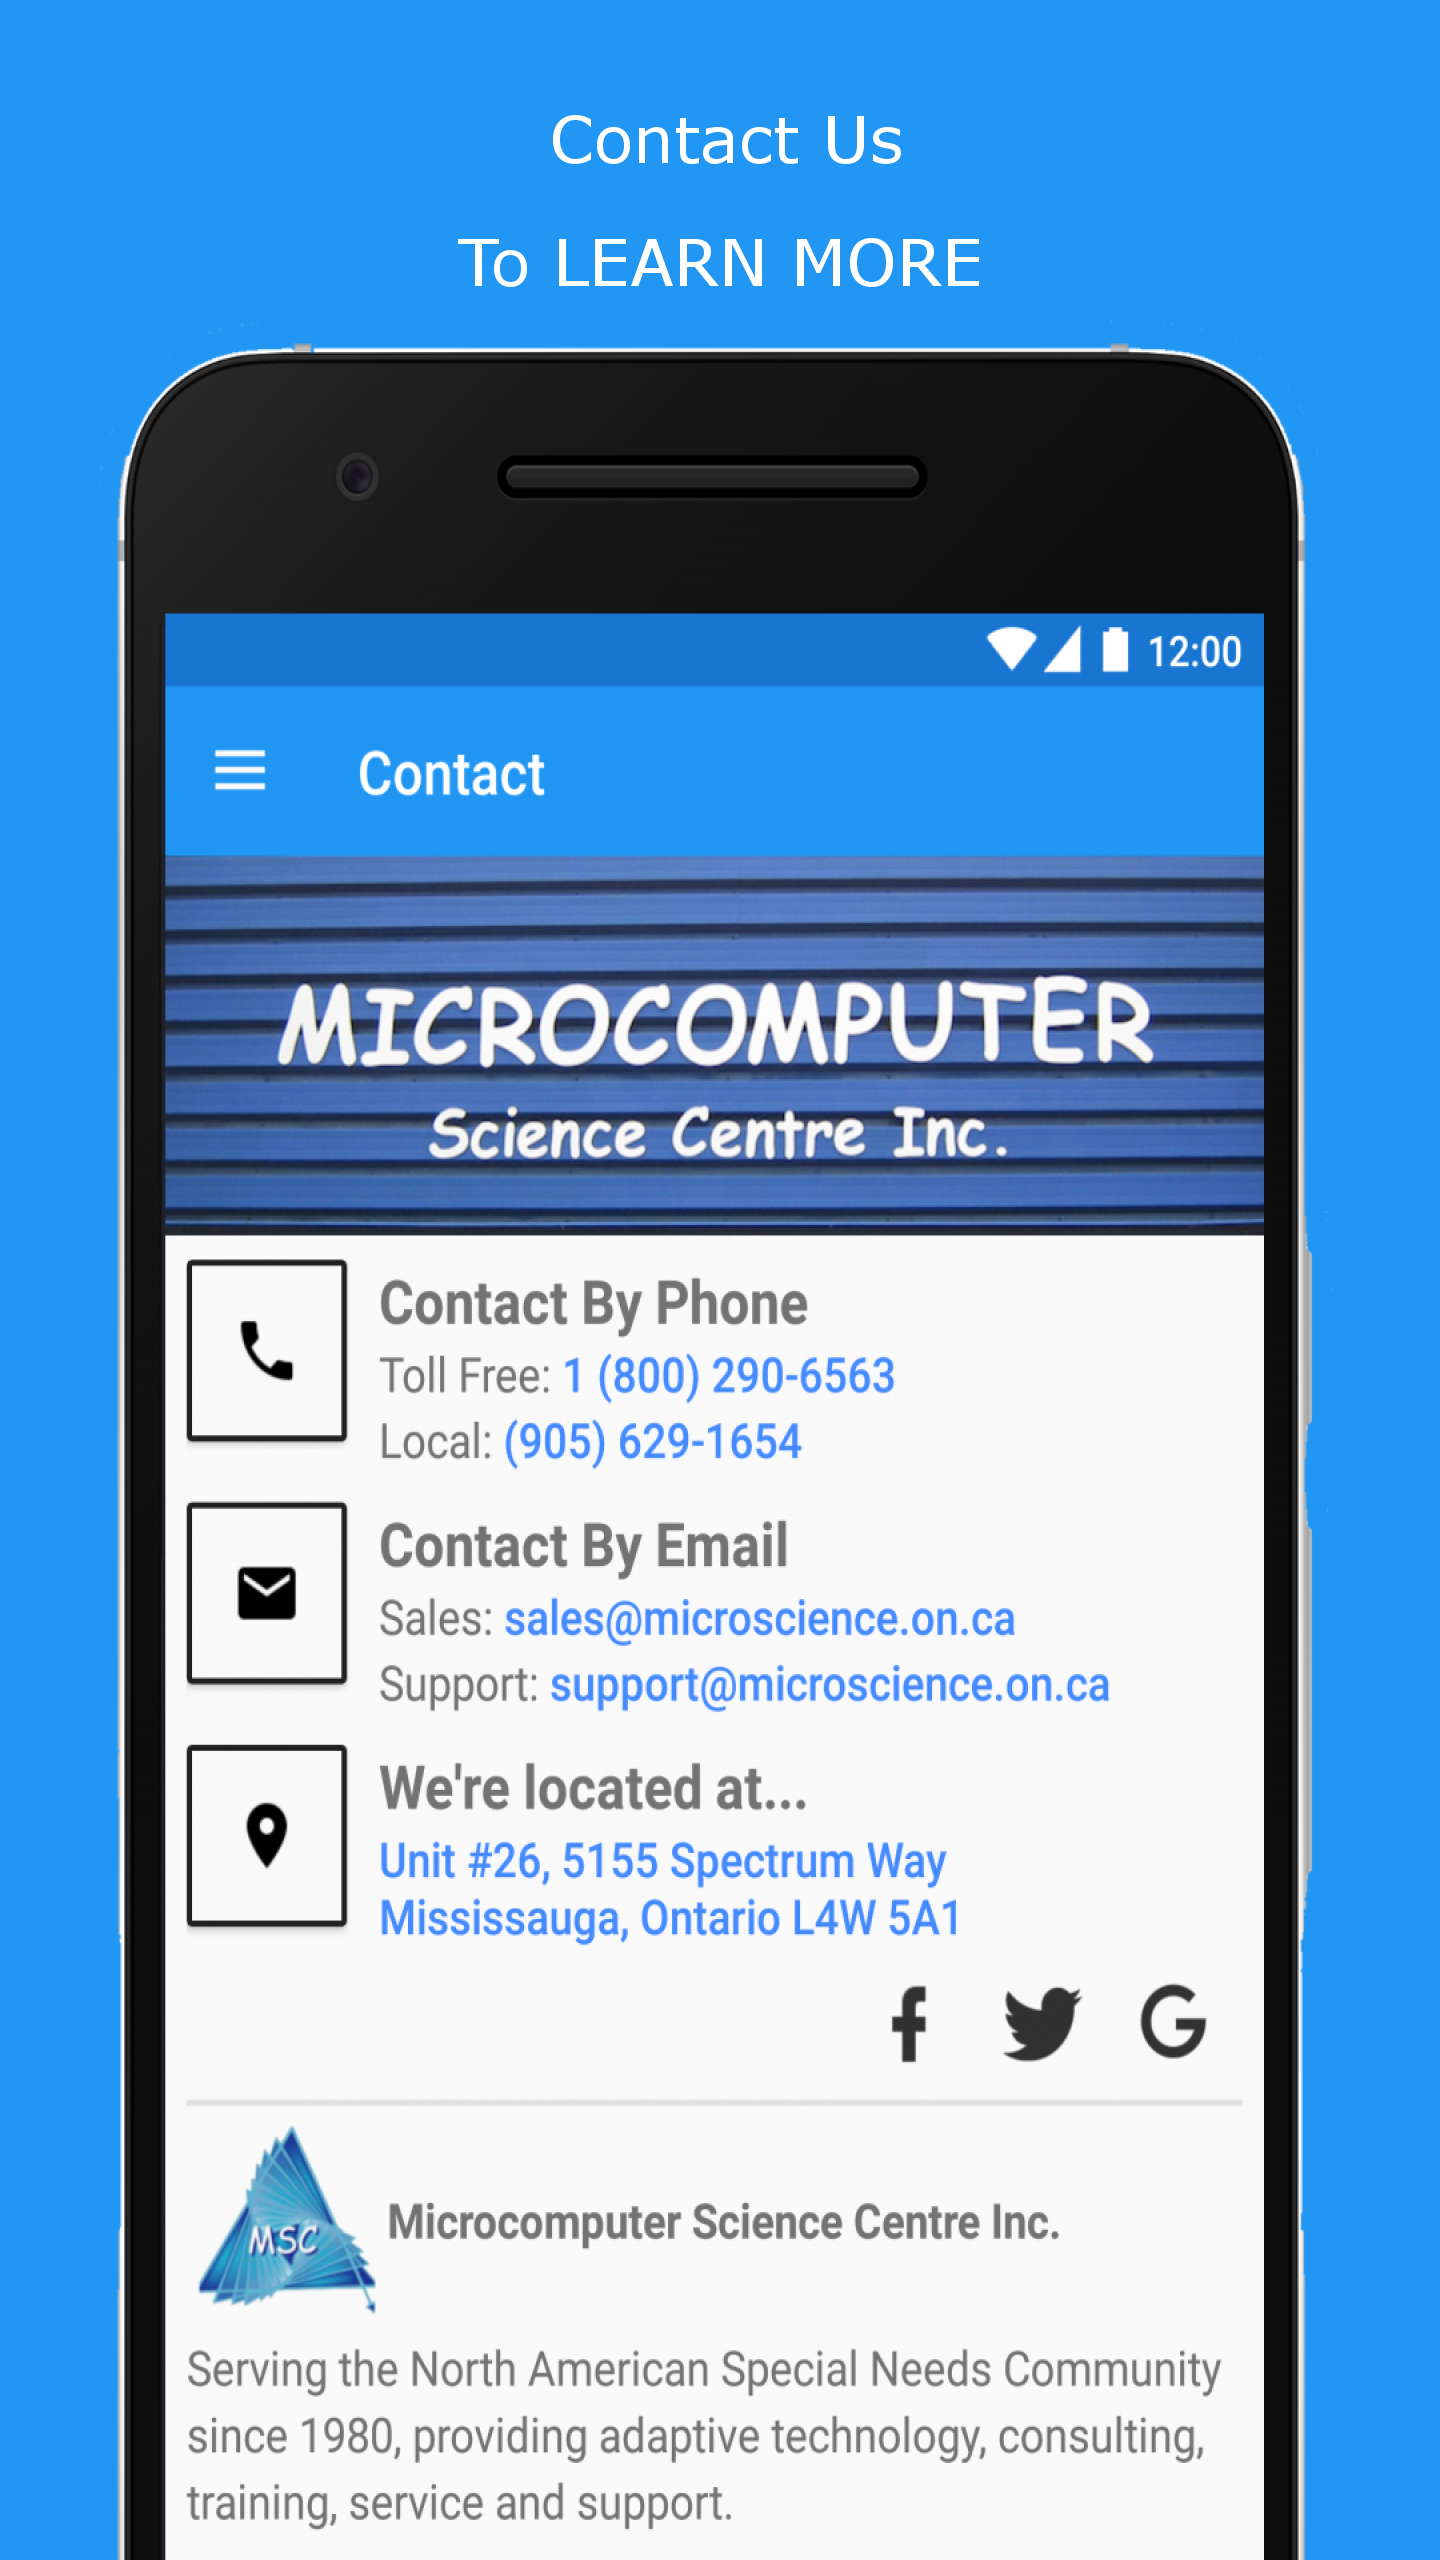 Contact Us
To LEARN MORE
12:00
Contact
MICROCOMPUTER
Science Centre Inc.
Contact By Phone
Toll Free: 1 (800) 290-6563
Local: (905) 629-1654
Contact By Email
Sales: sales@microscience.on.ca
Support: support@microscience.on.ca
We're located at...
Unit #26, 5155 Spectrum Way
Mississauga, Ontario L4W 5A1
MSC
Microcomputer Science Centre Inc.
Serving the North American Special Needs Community
since 1980, providing adaptive technology, consulting,
training, service and support.